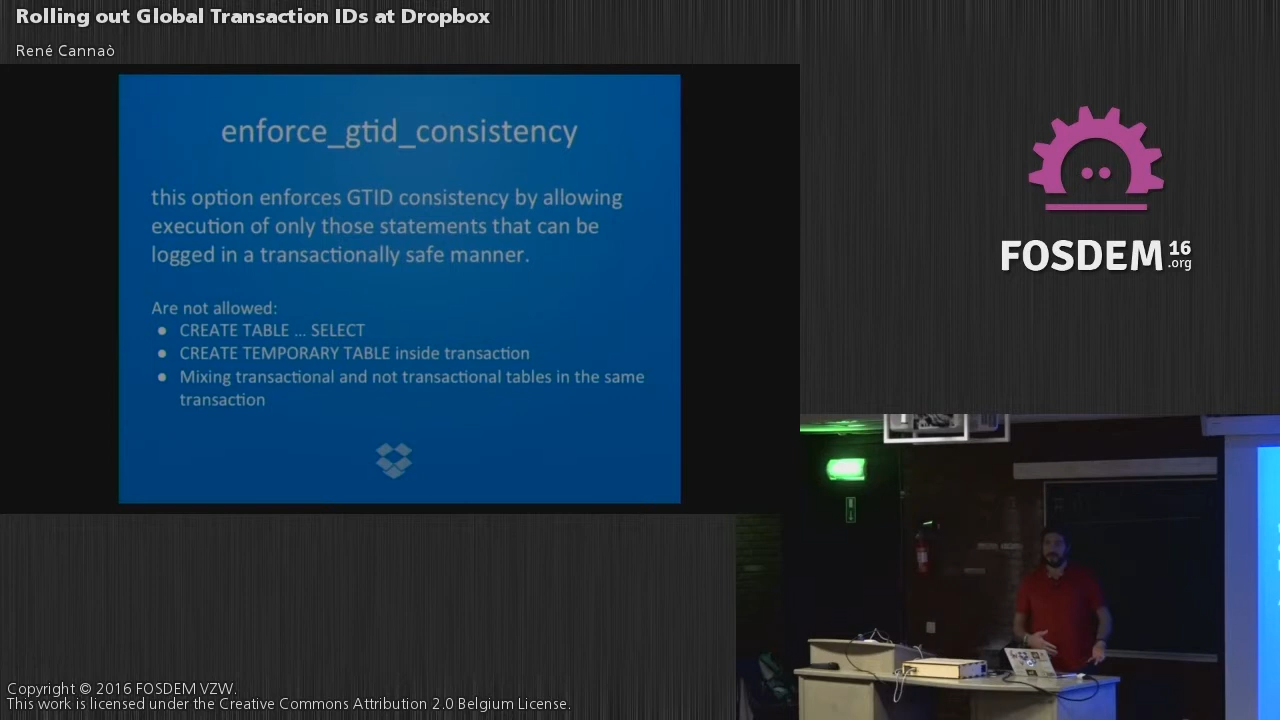 Rolling out Global Transaction IDs at Dropbox
René Cannaò
enforce_gtid_consistency
this option enforces GTID consistency by allowing
execution of only those statements that can be
logged in a transactionally safe manner.
Are not allowed:
● CREATE TABLE ... SELECT
● CREATE TEMPORARY TABLE inside transaction
● Mixing transactional and not transactional tables in the same
transaction
FOSDEM 16
.org
Copyright © 2016 FOSDEM VZW.
This work is licensed under the Creative Commons Attribution 2.0 Belgium License.